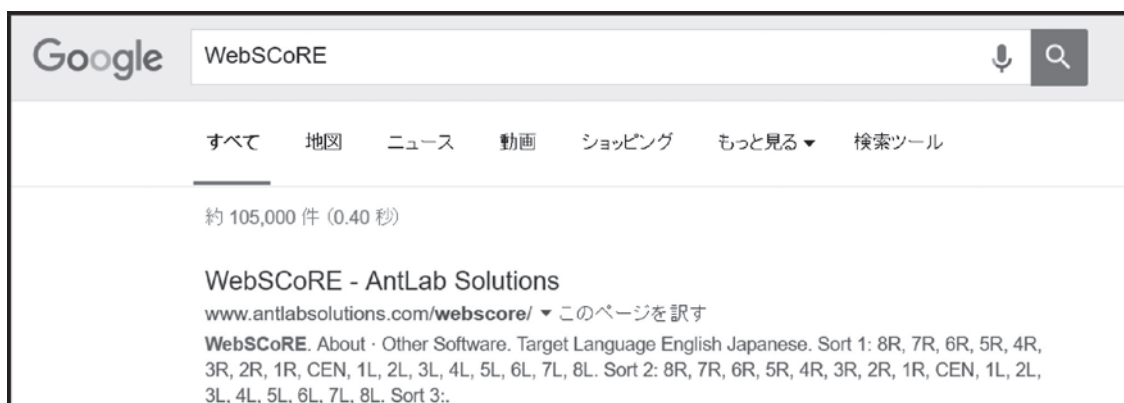 Google WebSCoRE
すべて 地図 ニュース 動画 ショッピング もっと見る▼ 検索ツール
約 105,000 件 (0.40 秒)
WebSCoRE - AntLab Solutions
www.antlabsolutions.com/webscore/ ▼ このページを訳す
WebSCoRE. About · Other Software. Target Language English Japanese. Sort 1: 8R, 7R, 6R, 5R, 4R,
3R, 2R, 1R, CEN, 1L, 2L, 3L, 4L, 5L, 6L, 7L, 8L. Sort 2: 8R, 7R, 6R, 5R, 4R, 3R, 2R, 1R, CEN, 1L, 2L,
3L, 4L, 5L, 6L, 7L, 8L. Sort 3:.